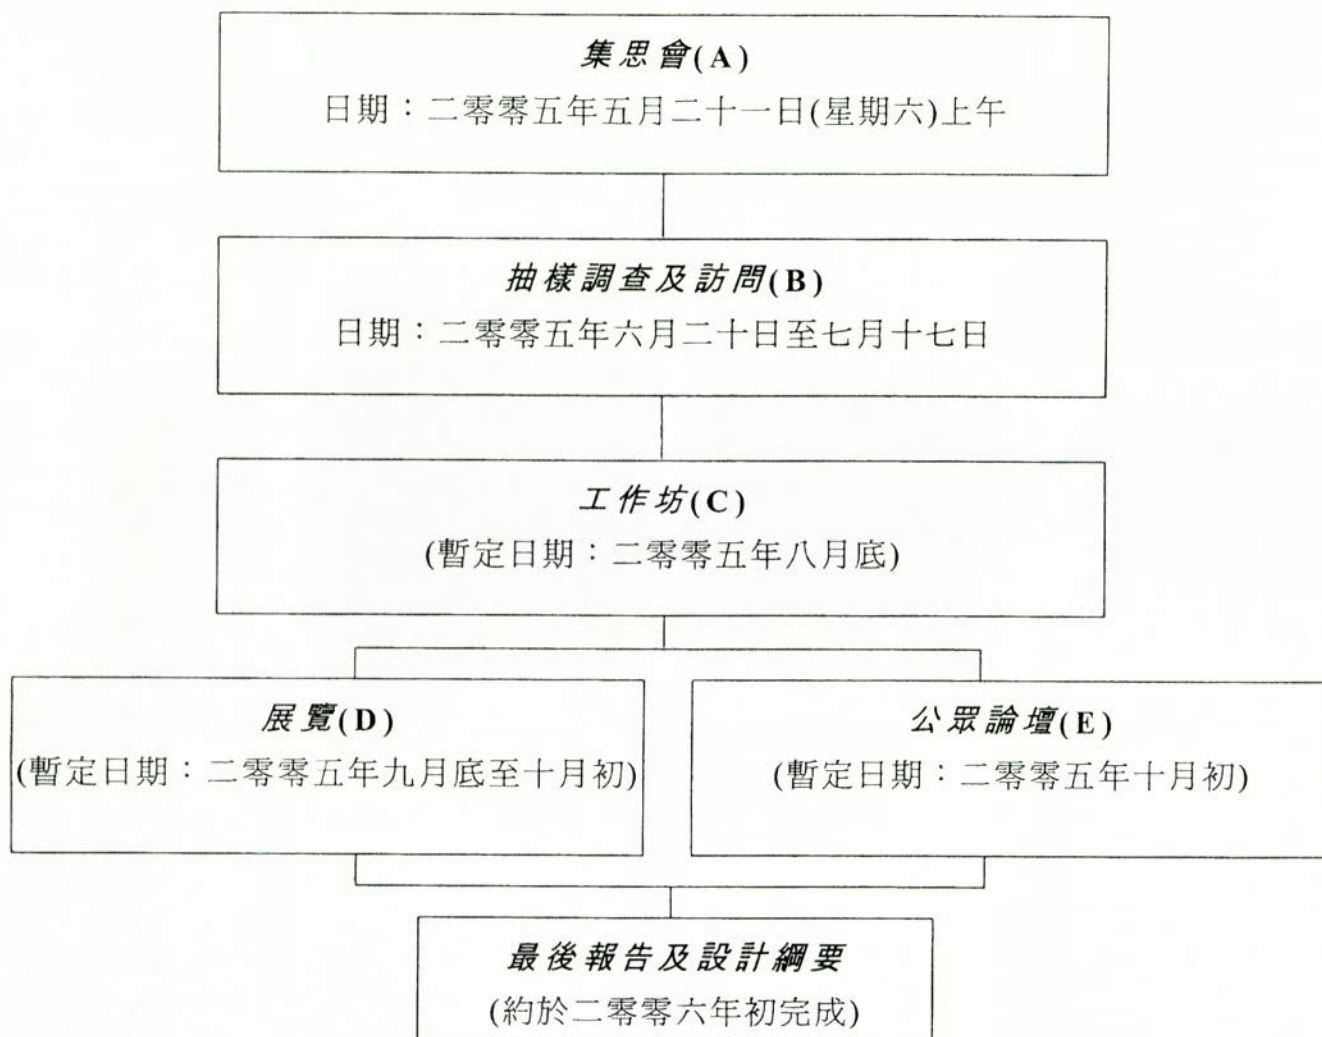 集思會(A)
日期：二零零五年五月二十一日(星期六)上午
抽樣調查及訪問(B)
日期：二零零五年六月二十日至七月十七日
工作坊(C)
(暫定日期：二零零五年八月底)
展覽(D)
(暫定日期：二零零五年九月底至十月初)
公眾論壇(E)
(暫定日期：二零零五年十月初)
最後報告及設計綱要
(約於二零零六年初完成)